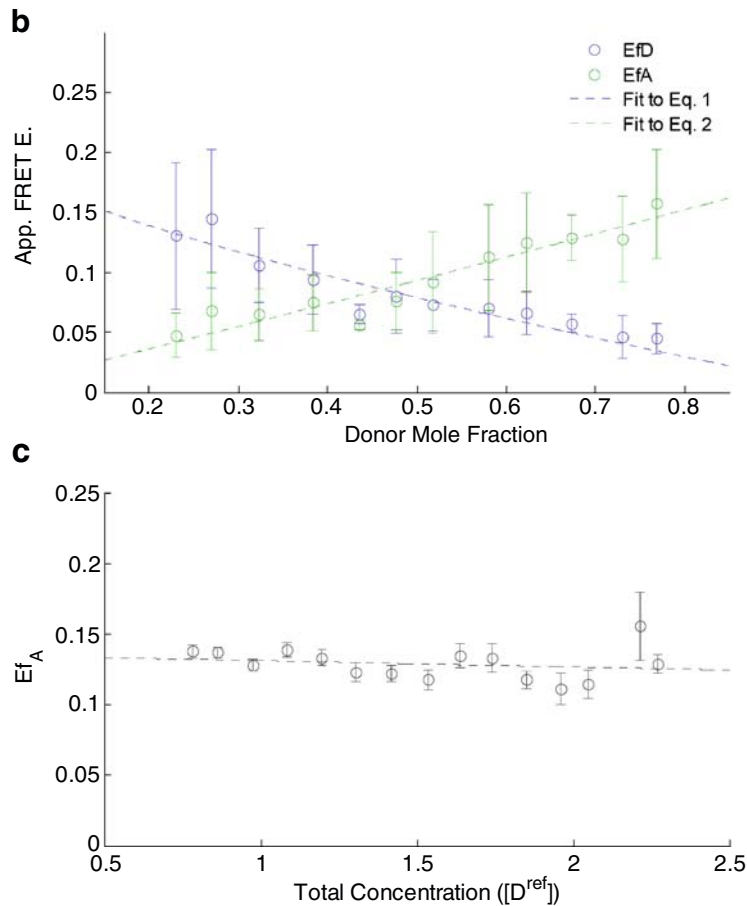 b
EfD
EfA
Fit to Eq. 1
Fit to Eq. 2
App. FRET E.
0.25
0.2
0.15
0.1
0.05
0
0.2 0.3 0.4 0.5 0.6 0.7 0.8
Donor Mole Fraction
c
Ef_A
0.25
0.2
0.15
0.1
0.05
0
0.5 1 1.5 2 2.5
Total Concentration ([D^ref])